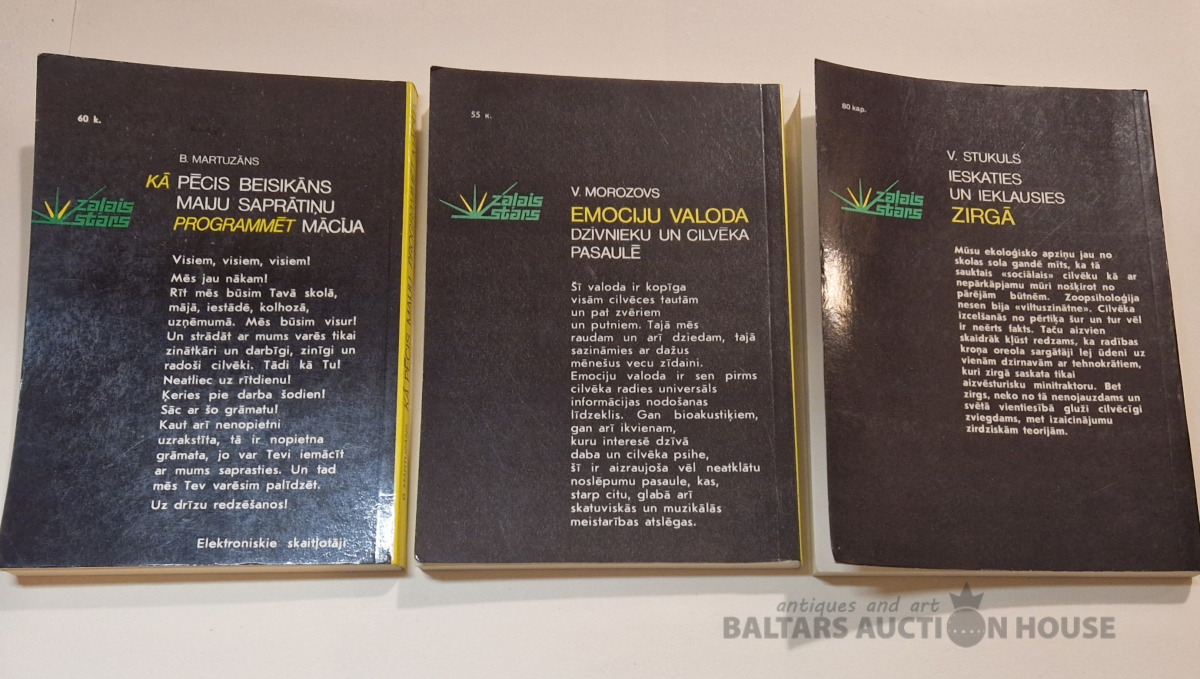 60 k.
B. MARTUZĀNS
KĀ PĒCIS BEISIKĀNS
MAIJU SAPRĀTIŅU
PROGRAMMĒT MĀCĪJA
zaļais
stars
Visiem, visiem, visiem!
Mēs jau nākam!
Rīt mēs būsim Tavā skolā,
mājā, iestādē, kolhozā,
uzņēmumā. Mēs būsim visur!
Un strādāt ar mums varēs tikai
zinātkāri un darbīgi, zinīgi un
radoši cilvēki. Tādi kā Tu!
Neatliec uz rītdienu!
Ķeries pie darba šodien!
Sāc ar šo grāmatu!
Kaut arī nenopietni
uzrakstīta, tā ir nopietna
grāmata, jo var Tevi iemācīt
ar mums saprasties. Un tad
mēs Tev varēsim palīdzēt.
Uz drīzu redzēšanos!
Elektroniskie skaitļotāji
55 к.
V. MOROZOVS
EMOCIJU VALODA
DZĪVNIEKU UN CILVĒKA
PASAULĒ
zaļais
stars
Šī valoda ir kopīga
visām cilvēces tautām
un pat zvēriem
un putniem. Tajā mēs
raudam un arī dziedam, tajā
sazināmies ar dažus
mēnešus vecu zīdaini.
Emociju valoda ir sen pirms
cilvēka radies universāls
informācijas nodošanas
līdzeklis. Gan bioakustiķiem,
gan arī ikvienam,
kuru interesē dzīvā
daba un cilvēka psihe,
šī ir aizraujoša vēl neatklātu
noslēpumu pasaule, kas,
starp citu, glabā arī
skatuviskās un muzikālās
meistarības atslēgas.
80 kap.
V. STUKULS
IESKATIES
UN IEKLAUSIES
ZIRGĀ
zaļais
stars
Mūsu ekoloģisko apziņu jau no
skolas sola gandē mīts, ka tā
sauktais «sociālais» cilvēku kā ar
nepārkāpjamu mūri nošķirot no
pārējām būtnēm. Zoopsiholoģija
nesen bija «viltuszinātne». Cilvēka
izcelšanās no pērtiķa šur un tur vēl
ir neērts fakts. Taču aizvien
skaidrāk kļūst redzams, ka radības
kroņa oreola sargātāji lej ūdeni uz
vienām dzirnavām ar tehnokrātiem,
kuri zirgā saskata tikai
aizvēsturisku minitraktoru. Bet
zirgs, neko no tā nenojauzdams un
svētā vientiesībā gluži cilvēcīgi
zviegdams, met izaicinājumu
zirdziskām teorijām.
antiques and art
BALTARS AUCTION HOUSE